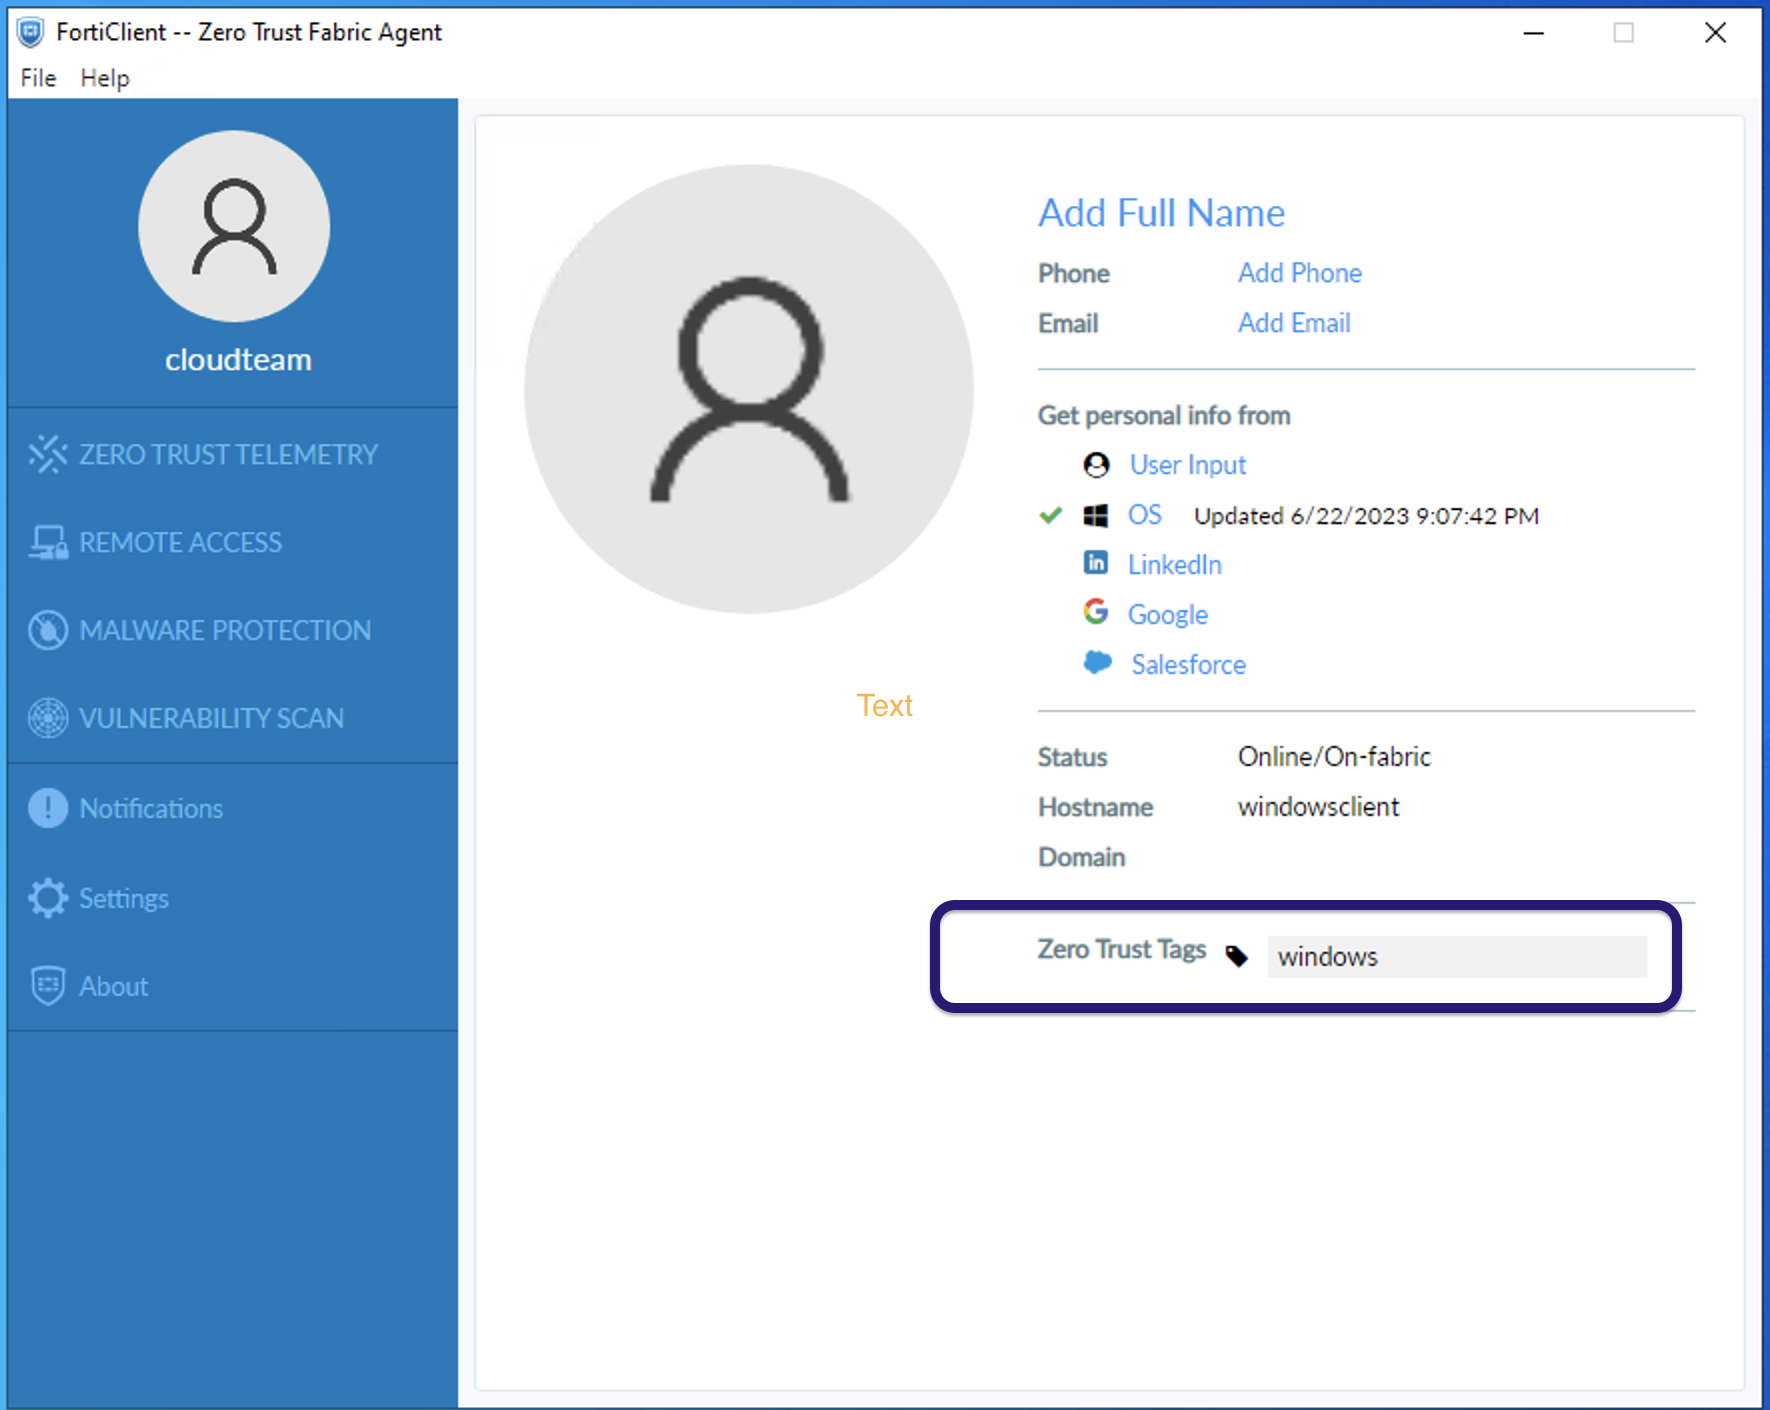 FortiClient -- Zero Trust Fabric Agent
File Help
cloudteam
ZERO TRUST TELEMETRY
REMOTE ACCESS
MALWARE PROTECTION
VULNERABILITY SCAN
Notifications
Settings
About
Add Full Name
Phone Add Phone
Email Add Email
Get personal info from
User Input
OS Updated 6/22/2023 9:07:42 PM
LinkedIn
Google
Salesforce
Text
Status Online/On-fabric
Hostname windowsclient
Domain
Zero Trust Tags windows